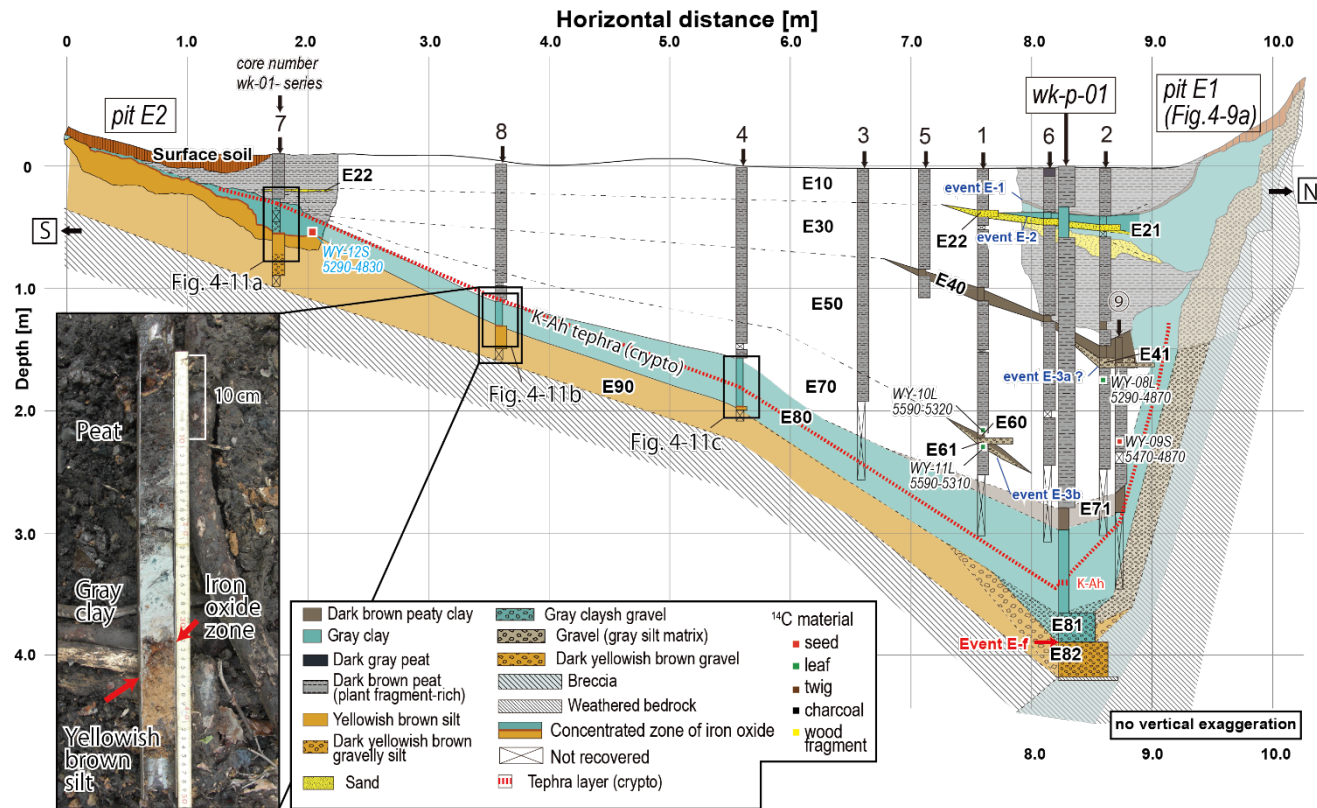 Horizontal distance [m]
0 1.0 2.0 3.0 4.0 5.0 6.0 7.0 8.0 9.0 10.0
core number
wk-01- series
pit E2
7
8
4
3
5
1
6
wk-p-01
2
pit E1
(Fig.4-9a)
Surface soil
0
E22
E10
event E-1
N
S
E30
E22
event E-2
E21
WY-12S
5290-4830
Fig. 4-11a
E40
1.0
E50
K-Ah tephra (crypto)
9
E41
event E-3a ?
WY-08L
5290-4870
Depth [m]
10 cm
Peat
E90
Fig. 4-11b
E70
2.0
E80
WY-10L
5590-5320
E60
E61
WY-11L
5590-5310
WY-09S
5470-4870
Fig. 4-11c
event E-3b
E71
3.0
K-Ah
Gray
clay
Iron
oxide
zone
E81
Event E-f
E82
4.0
Yellowish
brown
silt
Dark brown peaty clay
Gray clay
Dark gray peat
Dark brown peat
(plant fragment-rich)
Yellowish brown silt
Dark yellowish brown
gravelly silt
Sand
Gray claysh gravel
Gravel (gray silt matrix)
Dark yellowish brown gravel
Breccia
Weathered bedrock
Concentrated zone of iron oxide
Not recovered
Tephra layer (crypto)
14C material
seed
leaf
twig
charcoal
wood
fragment
no vertical exaggeration
8.0 9.0 10.0